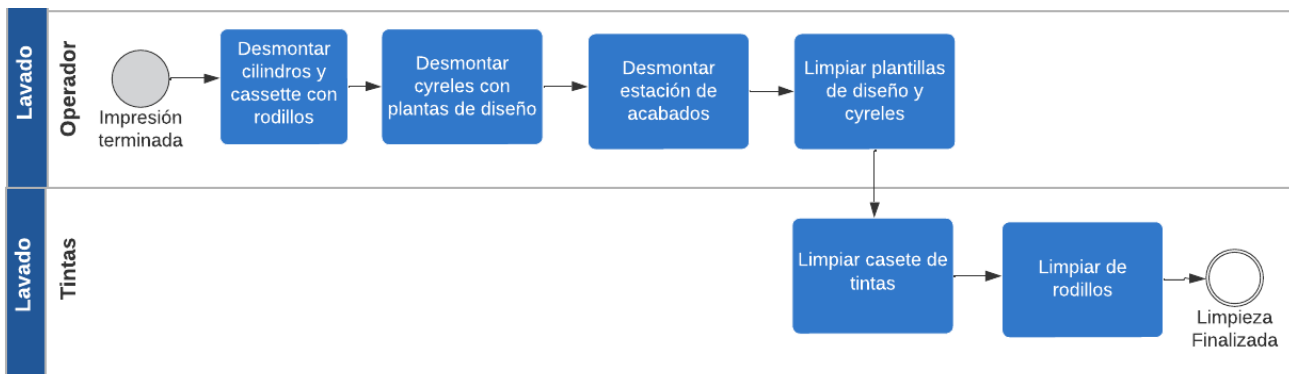 Lavado
Operador
Impresión
terminada
Desmontar
cilindros y
cassette con
rodillos
Desmontar
cyreles con
plantas de diseño
Desmontar
estación de
acabados
Limpiar plantillas
de diseño y
cyreles
Lavado
Tintas
Limpiar casete de
tintas
Limpiar de
rodillos
Limpieza
Finalizada